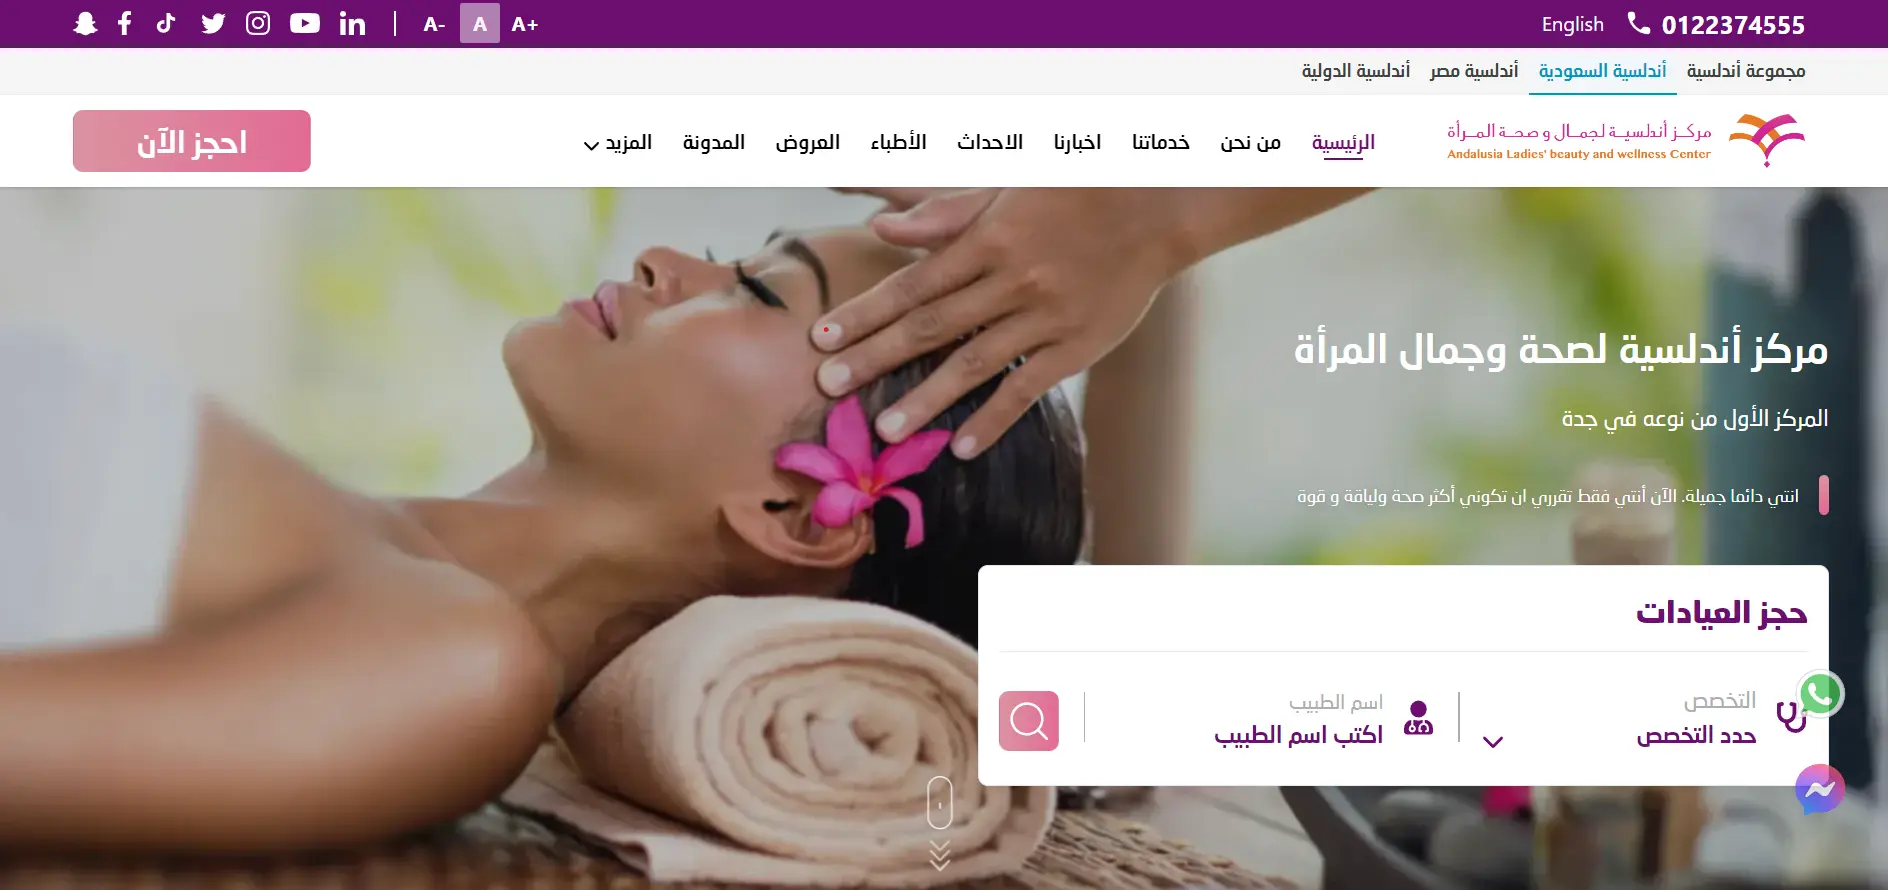 0122374555
English
A+
A
A-
مجموعة أندلسية
أندلسية السعودية
أندلسية مصر
أندلسية الدولية
مركز أندلسية لجمال و صحة المرأة
Andalusia Ladies' beauty and wellness Center
الرئيسية
من نحن
خدماتنا
اخبارنا
الاحداث
الأطباء
العروض
المدونة
المزيد
احجز الآن
مركز أندلسية لصحة وجمال المرأة
المركز الأول من نوعه في جدة
انتي دائما جميلة. الآن أنتي فقط تقرري ان تكوني أكثر صحة ولياقة و قوة
حجز العيادات
التخصص
حدد التخصص
اسم الطبيب
اكتب اسم الطبيب